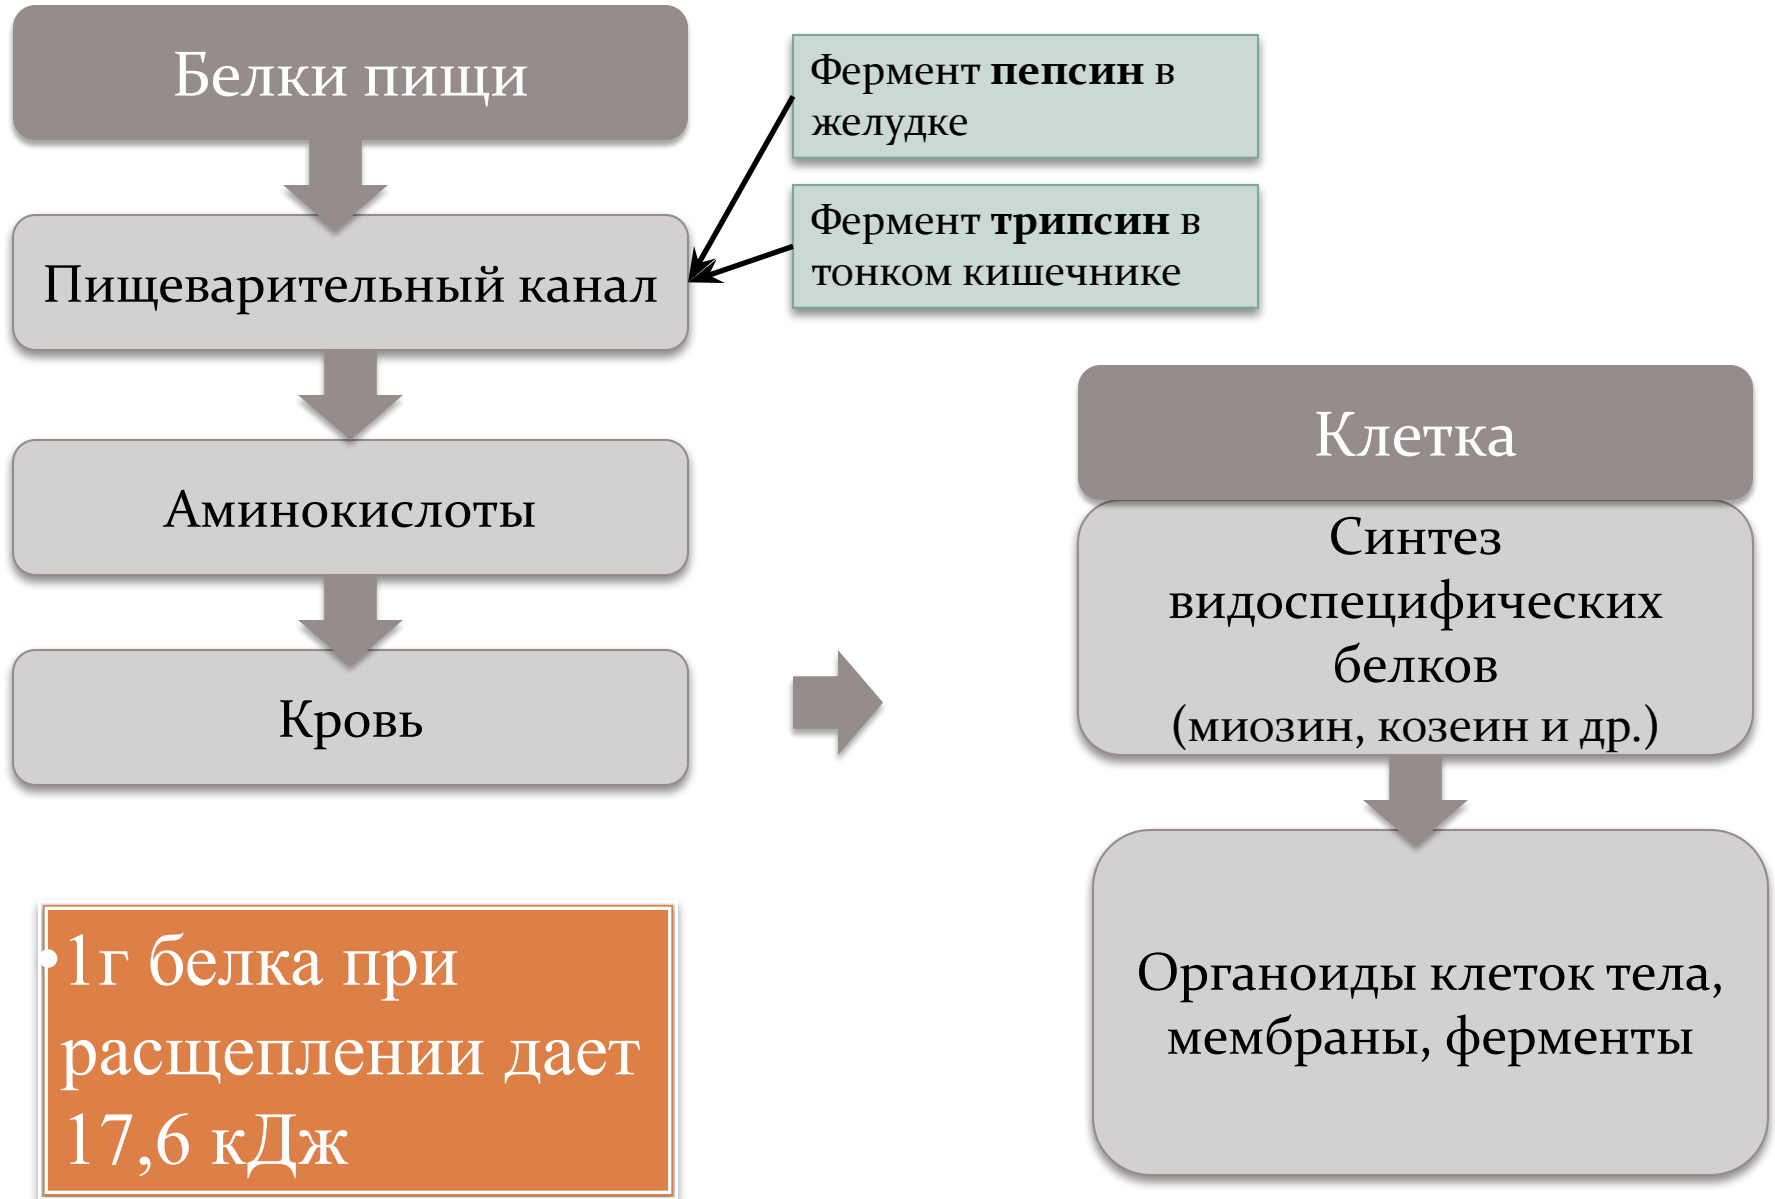 Белки пищи
Фермент пепсин в
желудке
Фермент трипсин в
тонком кишечнике
Пищеварительный канал
Аминокислоты
Кровь
Клетка
Синтез
видоспецифических
белков
(миозин, козеин и др.)
Органоиды клеток тела,
мембраны, ферменты
•1г белка при
расщеплении дает
17,6 кДж